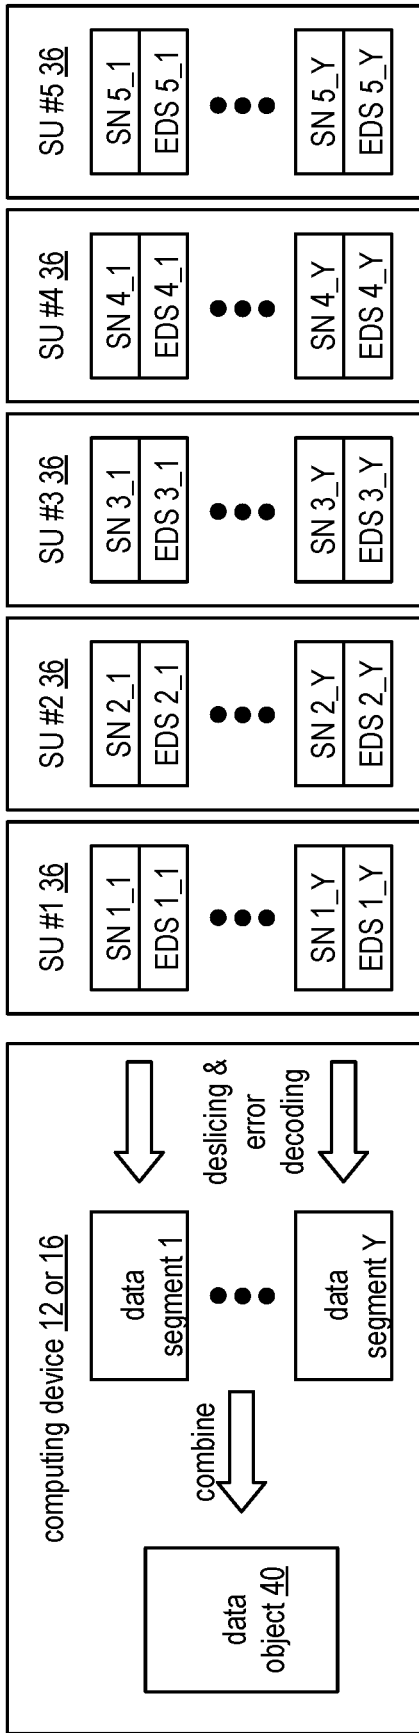 computing device 12 or 16
data
object 40
combine
data
segment 1
data
segment Y
deslicing &
error
decoding
SU #1 36
SN 1_1
EDS 1_1
SN 1_Y
EDS 1_Y
SU #2 36
SN 2_1
EDS 2_1
SN 2_Y
EDS 2_Y
SU #3 36
SN 3_1
EDS 3_1
SN 3_Y
EDS 3_Y
SU #4 36
SN 4_1
EDS 4_1
SN 4_Y
EDS 4_Y
SU #5 36
SN 5_1
EDS 5_1
SN 5_Y
EDS 5_Y